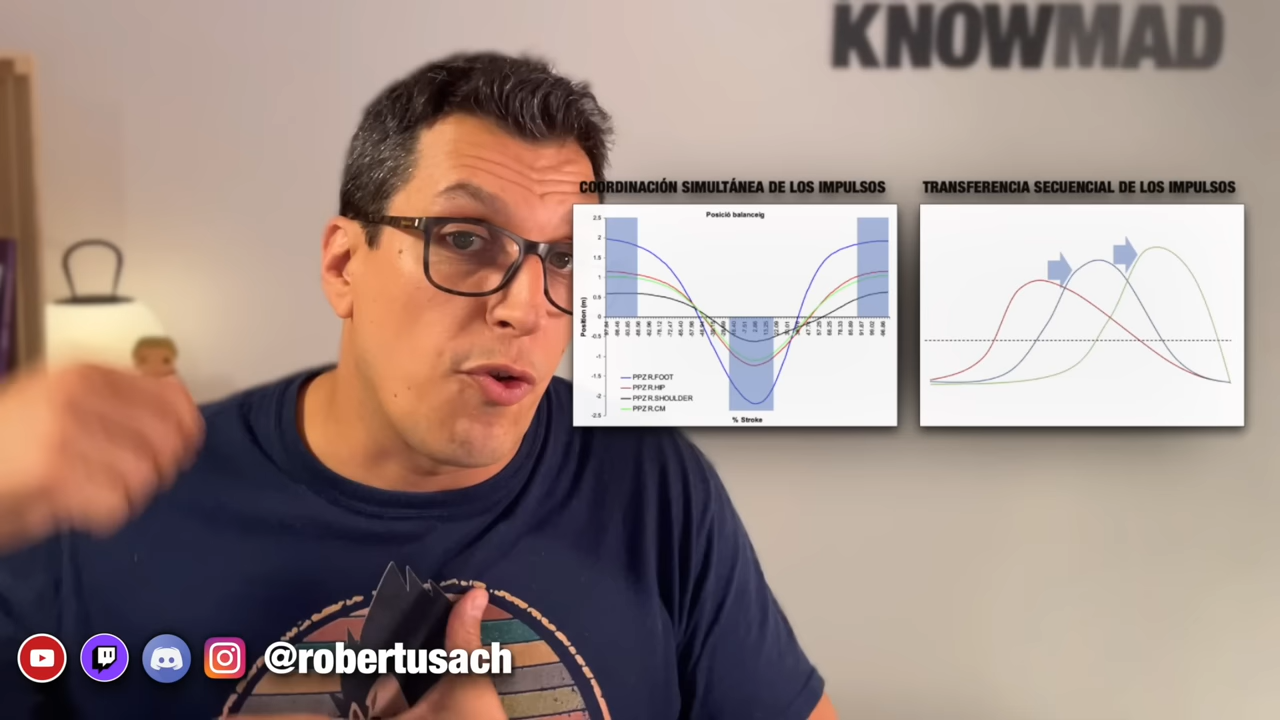 KNOWMAD
COORDINACIÓN SIMULTÁNEA DE LOS IMPULSOS
TRANSFERENCIA SECUENCIAL DE LOS IMPULSOS
Posició balanceig
2.5
2
1.5
1
0.5
0
-0.5
-1
-1.5
-2
-2.5
Position (m)
PPZ R.FOOT
PPZ R.HIP
PPZ R.SHOULDER
PPZ R.CM
% Stroke
@robertusach